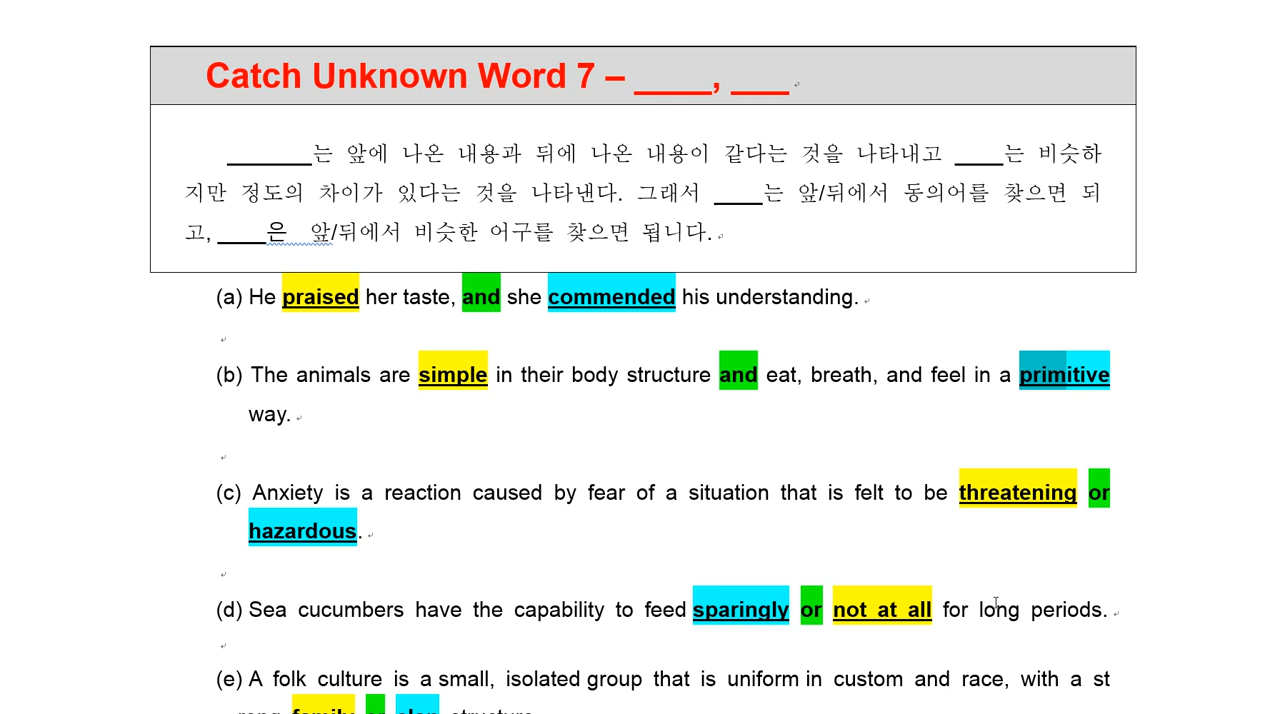 Catch Unknown Word 7 – ____, ___
_______는 앞에 나온 내용과 뒤에 나온 내용이 같다는 것을 나타내고 ____는 비슷하
지만 정도의 차이가 있다는 것을 나타낸다. 그래서 ____는 앞/뒤에서 동의어를 찾으면 되
고, ____은 앞/뒤에서 비슷한 어구를 찾으면 됩니다.
(a) He praised her taste, and she commended his understanding.
(b) The animals are simple in their body structure and eat, breath, and feel in a primitive
way.
(c) Anxiety is a reaction caused by fear of a situation that is felt to be threatening or
hazardous.
(d) Sea cucumbers have the capability to feed sparingly or not at all for long periods.
(e) A folk culture is a small, isolated group that is uniform in custom and race, with a st
rong family or clan structure.